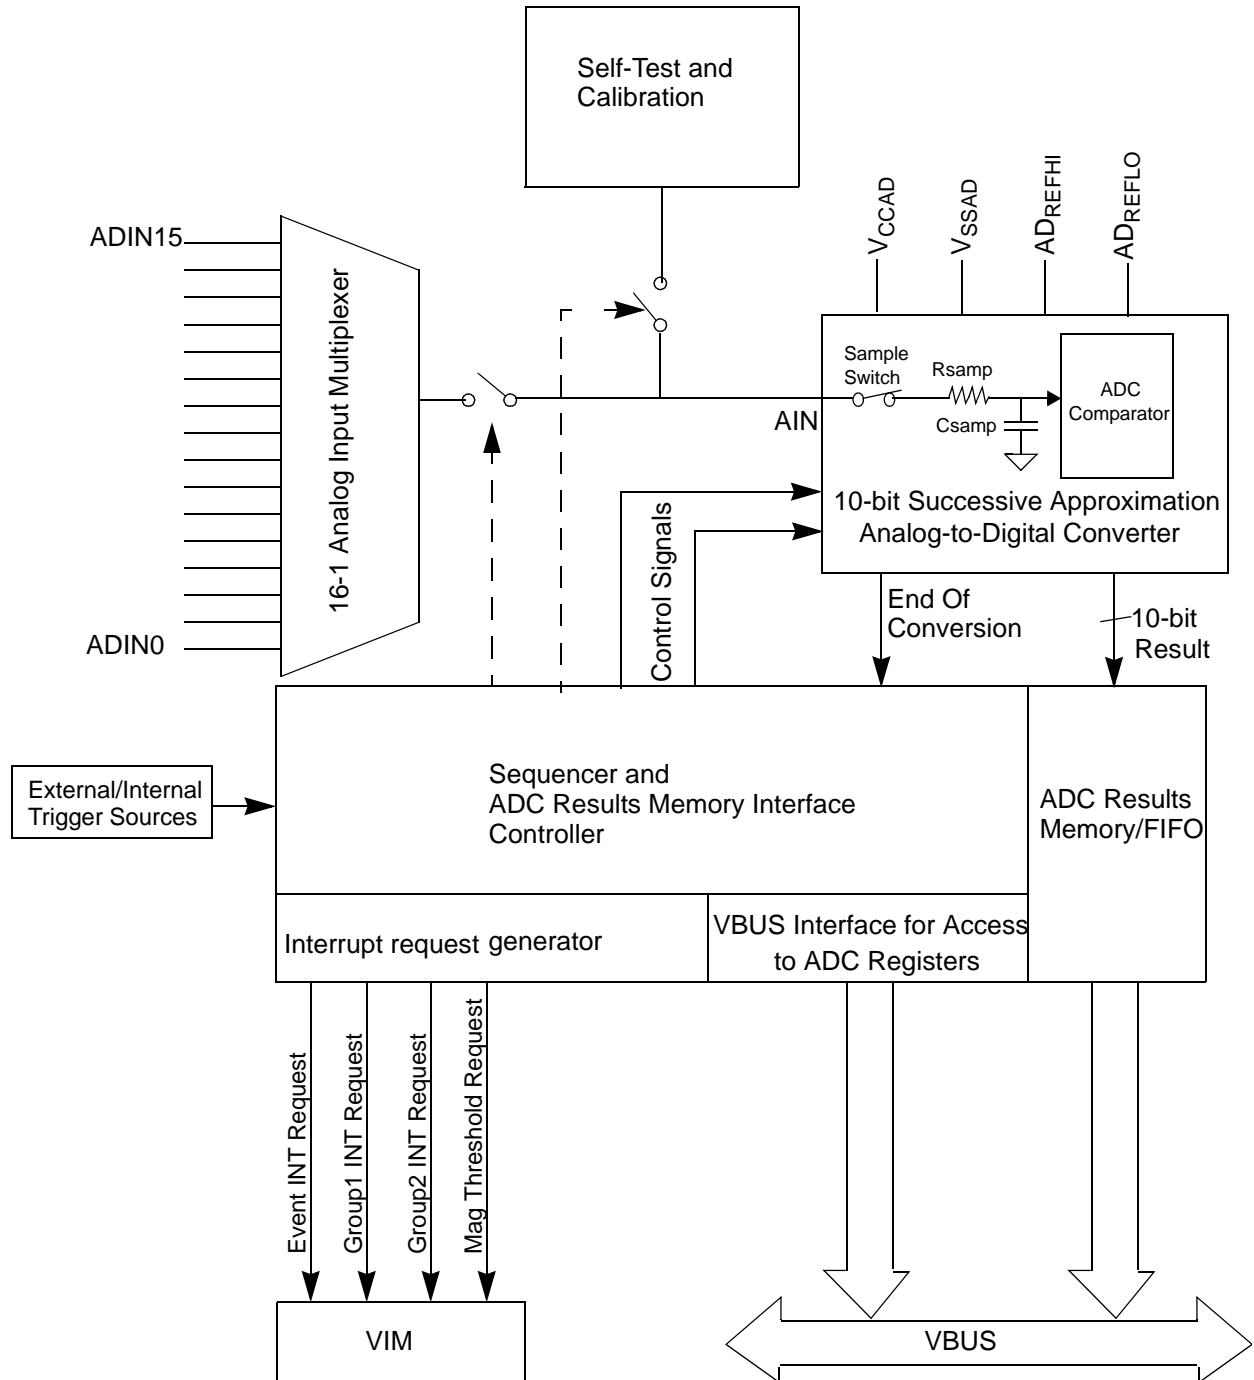 Self-Test and
Calibration
VCCAD
VSSAD
ADREFHI
ADREFLO
ADIN15
16-1 Analog Input Multiplexer
ADIN0
Sample
Switch
Rsamp
Csamp
ADC
Comparator
AIN
10-bit Successive Approximation
Analog-to-Digital Converter
Control Signals
End Of
Conversion
10-bit
Result
External/Internal
Trigger Sources
Sequencer and
ADC Results Memory Interface
Controller
ADC Results
Memory/FIFO
Interrupt request generator
VBUS Interface for Access
to ADC Registers
Event INT Request
Group1 INT Request
Group2 INT Request
Mag Threshold Request
VIM
VBUS